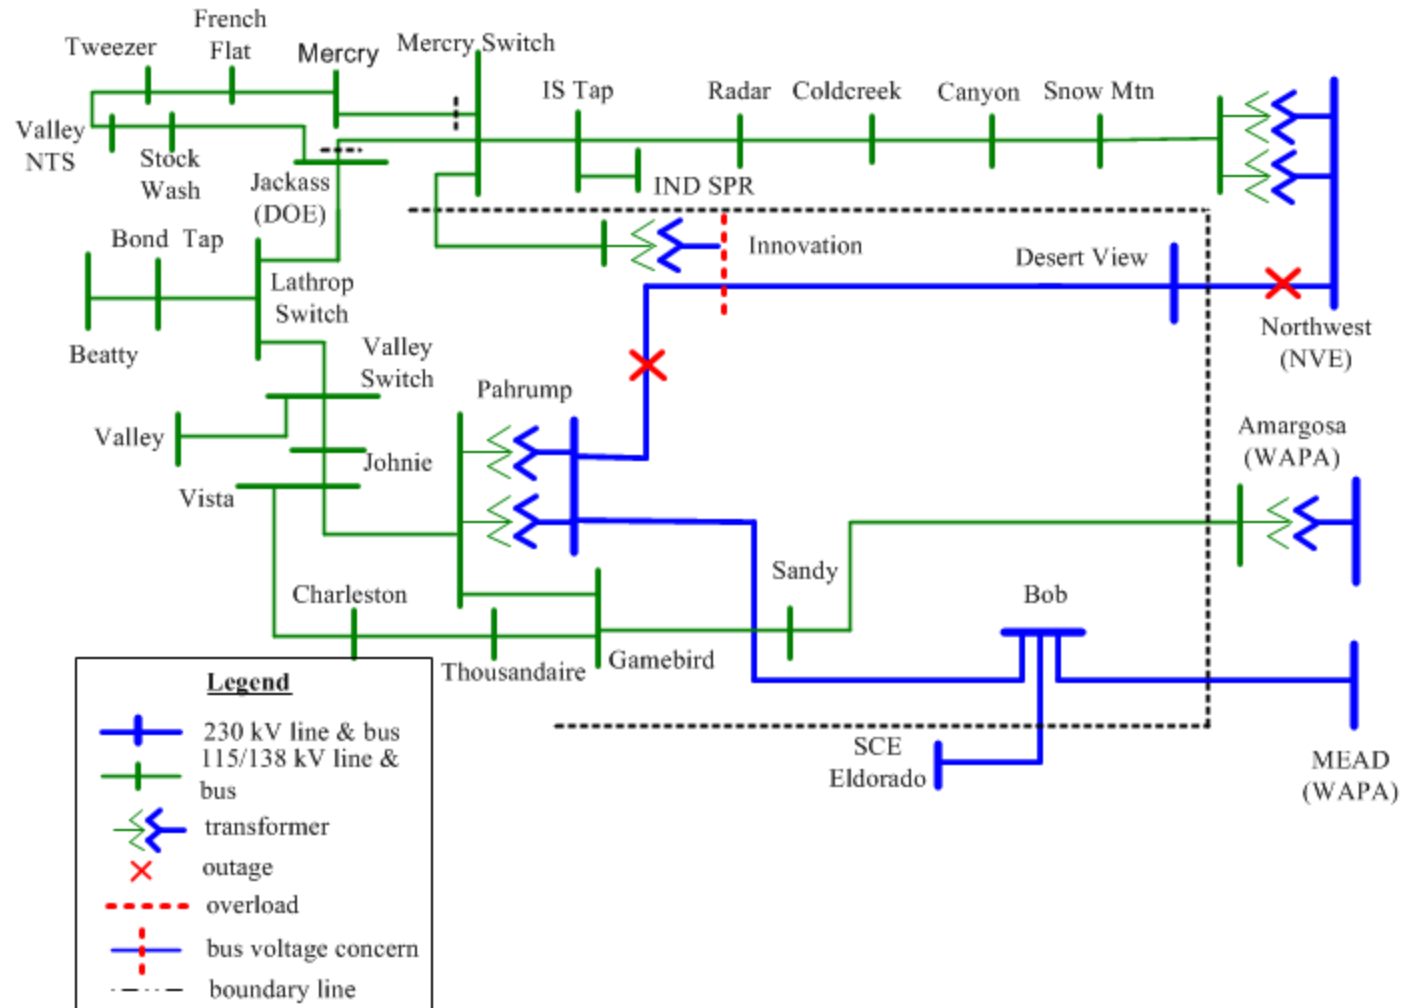 French
Flat
Tweezer
Mercry
Mercry Switch
IS Tap
Radar
Coldcreek
Canyon
Snow Mtn
Valley
NTS
Stock
Wash
Jackass
(DOE)
IND SPR
Bond Tap
Innovation
Desert View
Lathrop
Switch
Beatty
Northwest
(NVE)
Valley
Switch
Pahrump
Valley
Johnie
Amargosa
(WAPA)
Vista
Charleston
Sandy
Bob
Thousandaire
Gamebird
SCE
Eldorado
MEAD
(WAPA)
Legend
230 kV line & bus
115/138 kV line &
bus
transformer
outage
overload
bus voltage concern
boundary line